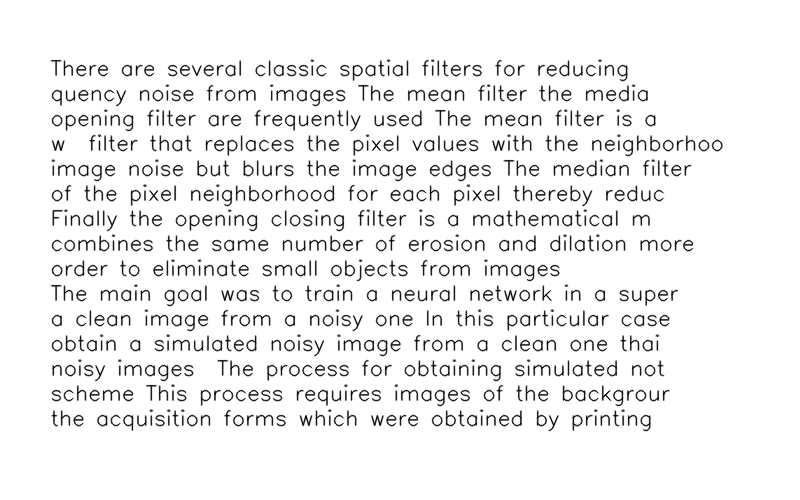 There are several classic spatial filters for reducing
quency noise from images The mean filter the media
opening filter are frequently used The mean filter is a
w filter that replaces the pixel values with the neighborhoo
image noise but blurs the image edges The median filter
of the pixel neighborhood for each pixel thereby reduc
Finally the opening closing filter is a mathematical m
combines the same number of erosion and dilation more
order to eliminate small objects from images
The main goal was to train a neural network in a super
a clean image from a noisy one In this particular case
obtain a simulated noisy image from a clean one thai
noisy images The process for obtaining simulated not
scheme This process requires images of the backgrour
the acquisition forms which were obtained by printing